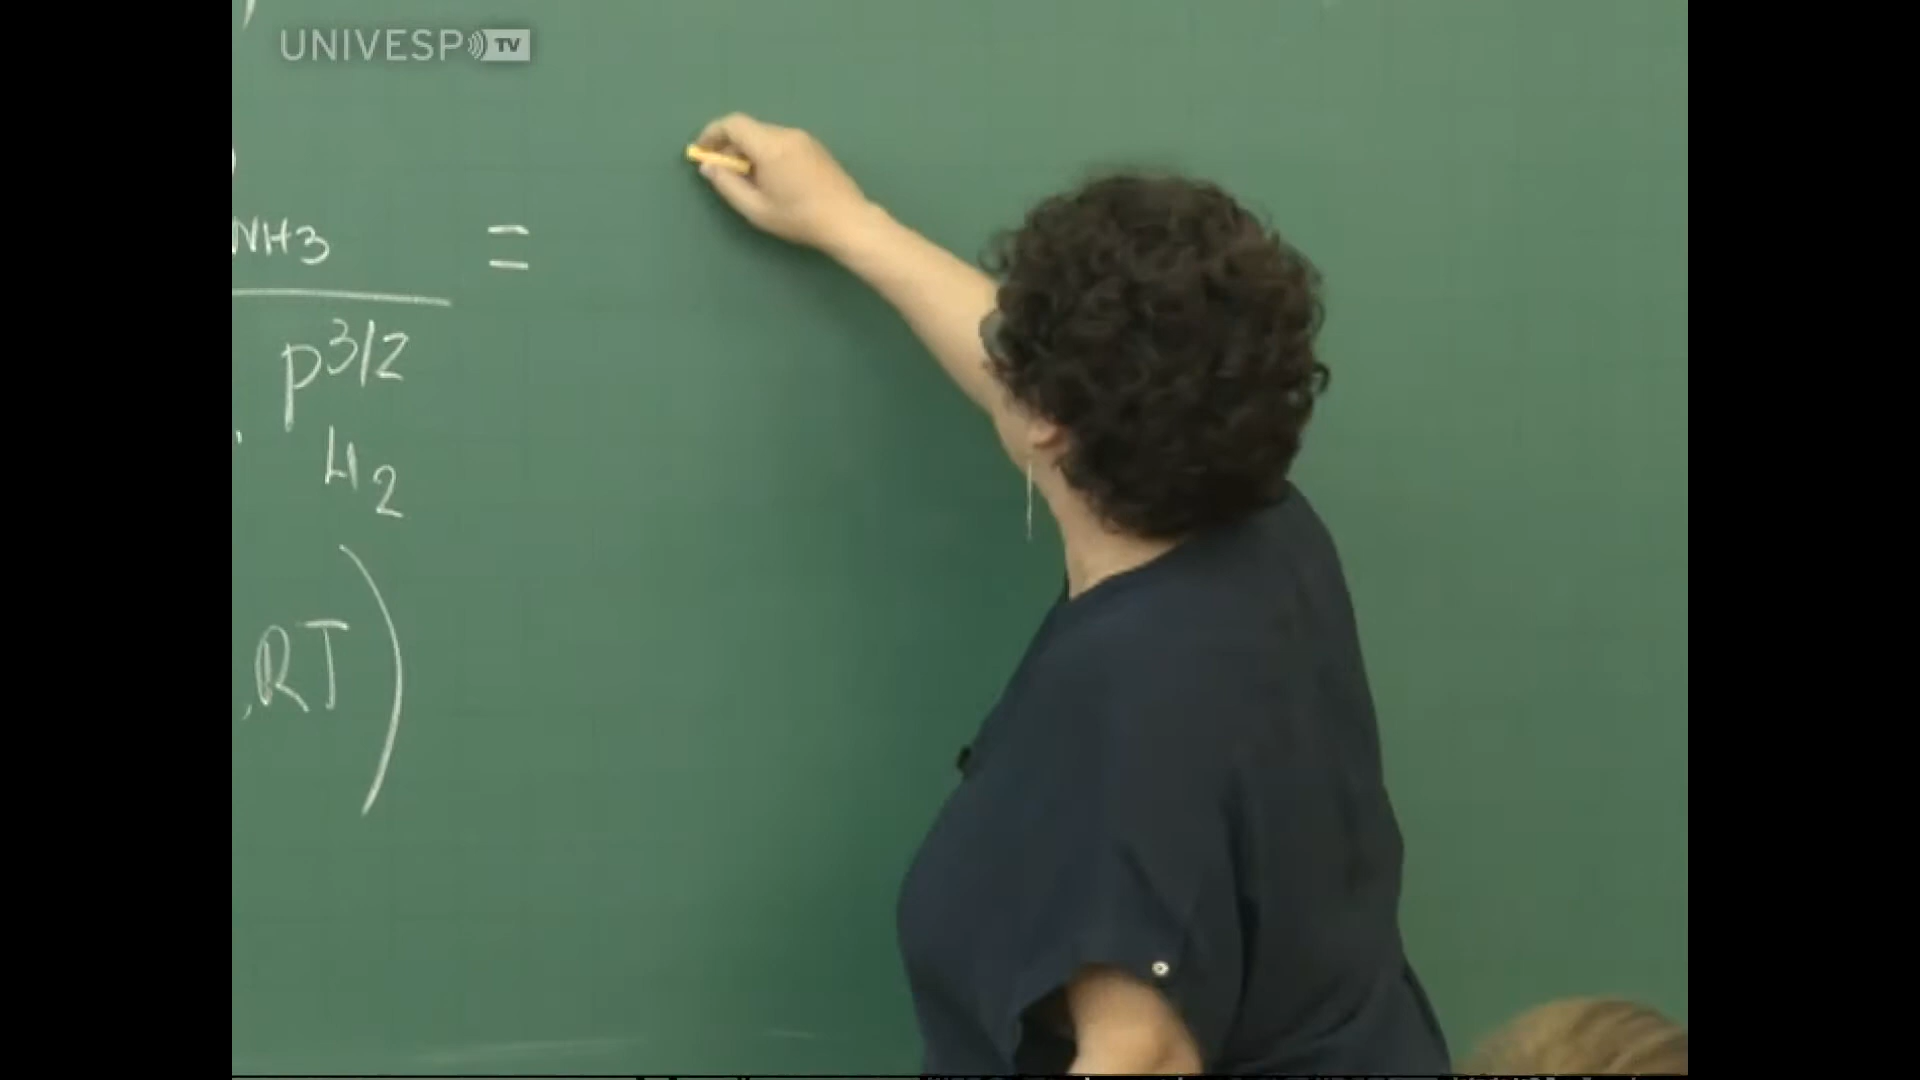 UNIVESP TV
NH3 =
p3/2
H2
,RT)